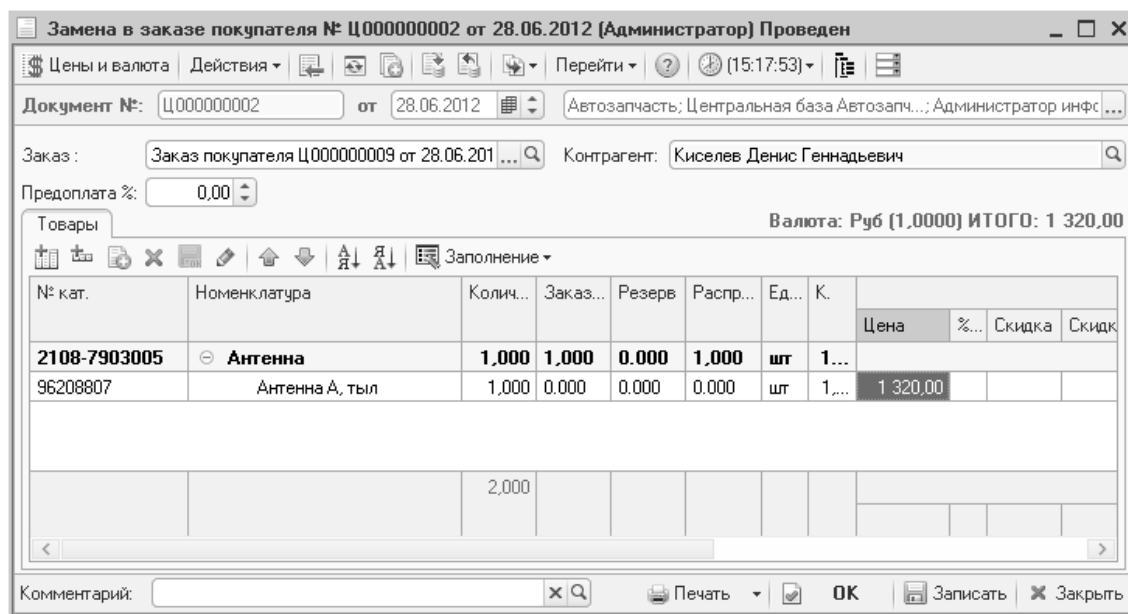 Замена в заказе покупателя № Ц000000002 от 28.06.2012 (Администратор) Проведен
Цены и валюта Действия Перейти (15:17:53)
Документ №: Ц000000002 от 28.06.2012 Автозапчасть; Центральная база Автозапч...; Администратор инфо ...
Заказ : Заказ покупателя Ц000000009 от 28.06.201 ... Контрагент: Киселев Денис Геннадьевич
Предоплата %: 0,00
Товары Валюта: Руб (1,0000) ИТОГО: 1 320,00
Заполнение
№ кат. Номенклатура Колич... Заказ... Резерв Распр... Ед... К.
Цена %... Скидка Скидк
2108-7903005 Антенна 1,000 1,000 0.000 1,000 шт 1...
96208807 Антенна А, тыл 1,000 0.000 0.000 0.000 шт 1,... 1 320,00
2,000
Комментарий: Печать OK Записать Закрыть